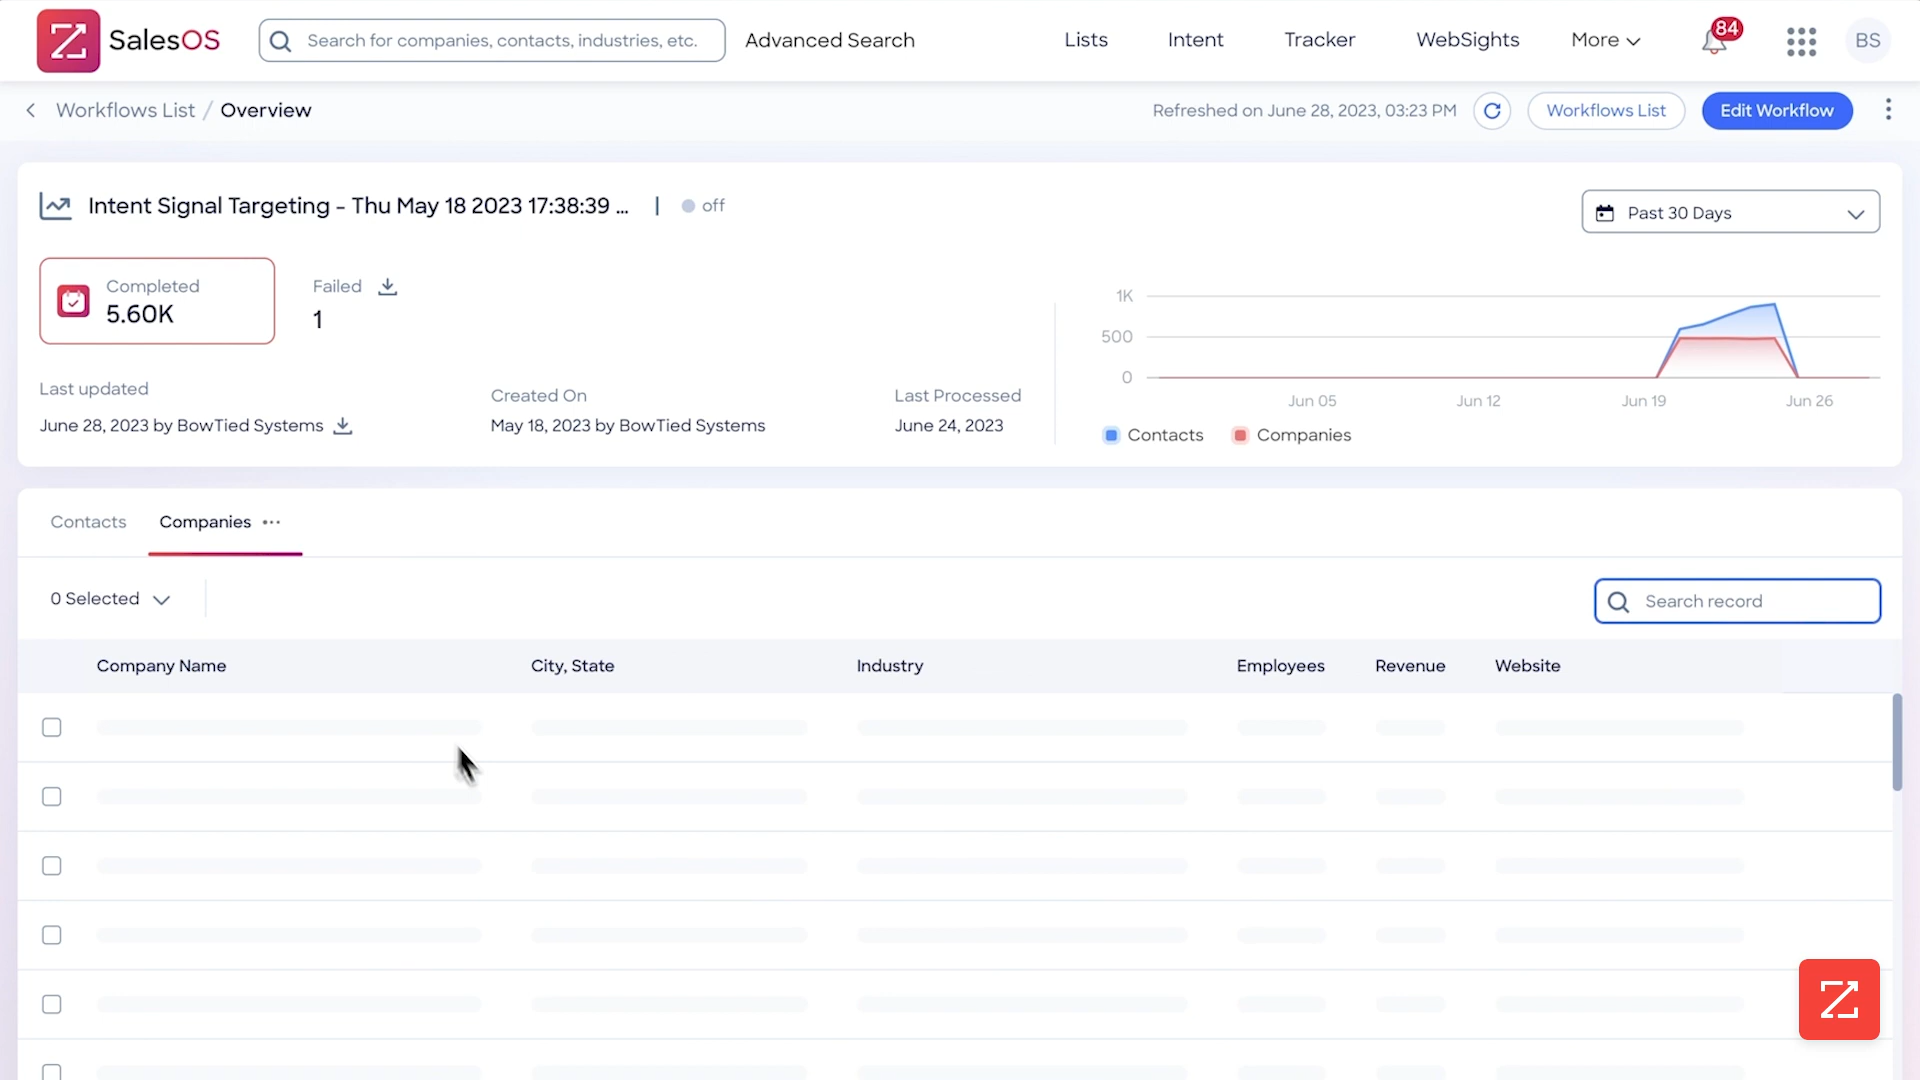 SalesOS
Search for companies, contacts, industries, etc.
Advanced Search
Lists
Intent
Tracker
WebSights
More
84
BS
Workflows List / Overview
Refreshed on June 28, 2023, 03:23 PM
Workflows List
Edit Workflow
Intent Signal Targeting - Thu May 18 2023 17:38:39 ... | off
Past 30 Days
Completed
5.60K
Failed
1
Last updated
June 28, 2023 by BowTied Systems
Created On
May 18, 2023 by BowTied Systems
Last Processed
June 24, 2023
1K
500
0
Jun 05
Jun 12
Jun 19
Jun 26
Contacts
Companies
Contacts
Companies ...
0 Selected
Search record
Company Name
City, State
Industry
Employees
Revenue
Website